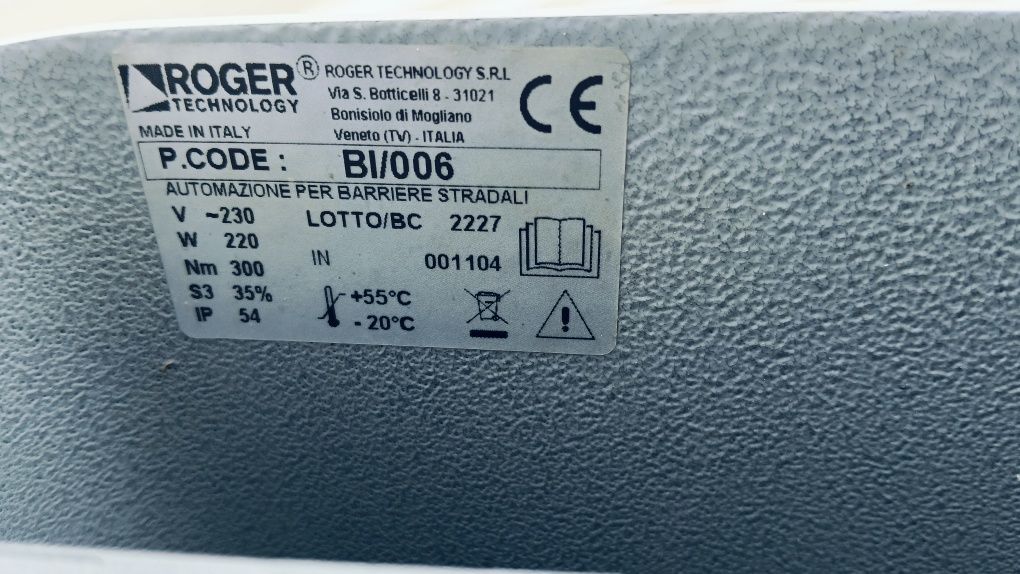 ROGER
TECHNOLOGY
®
ROGER TECHNOLOGY S.R.L
Via S. Botticelli 8 - 31021
Bonisiolo di Mogliano
Veneto (TV) - ITALIA
CE
MADE IN ITALY
P.CODE : BI/006
AUTOMAZIONE PER BARRIERE STRADALI
V ~230 LOTTO/BC 2227
W 220
Nm 300 IN 001104
S3 35% +55°C
IP 54 - 20°C